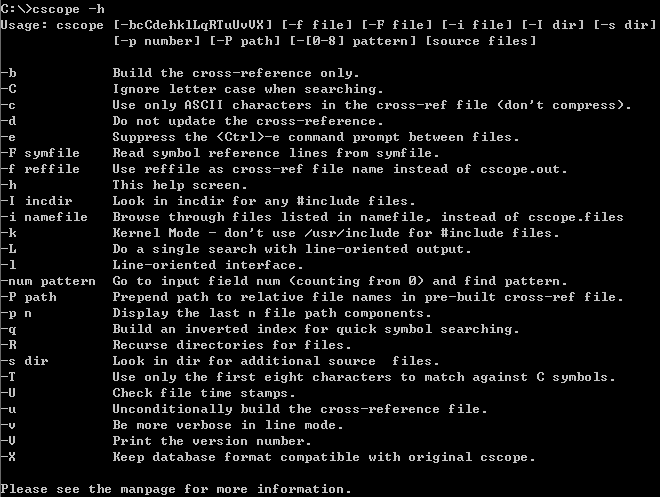 C:\>cscope -h
Usage: cscope [-bcCdehklLqRTuUvVX] [-f file] [-F file] [-i file] [-I dir] [-s dir]
[-p number] [-P path] [-[0-8] pattern] [source files]
-b Build the cross-reference only.
-C Ignore letter case when searching.
-c Use only ASCII characters in the cross-ref file (don't compress).
-d Do not update the cross-reference.
-e Suppress the <Ctrl>-e command prompt between files.
-F symfile Read symbol reference lines from symfile.
-f reffile Use reffile as cross-ref file name instead of cscope.out.
-h This help screen.
-I incdir Look in incdir for any #include files.
-i namefile Browse through files listed in namefile, instead of cscope.files
-k Kernel Mode - don't use /usr/include for #include files.
-L Do a single search with line-oriented output.
-l Line-oriented interface.
-num pattern Go to input field num (counting from 0) and find pattern.
-P path Prepend path to relative file names in pre-built cross-ref file.
-p n Display the last n file path components.
-q Build an inverted index for quick symbol searching.
-R Recurse directories for files.
-s dir Look in dir for additional source  files.
-T Use only the first eight characters to match against C symbols.
-U Check file time stamps.
-u Unconditionally build the cross-reference file.
-v Be more verbose in line mode.
-V Print the version number.
-X Keep database format compatible with original cscope.
Please see the manpage for more information.